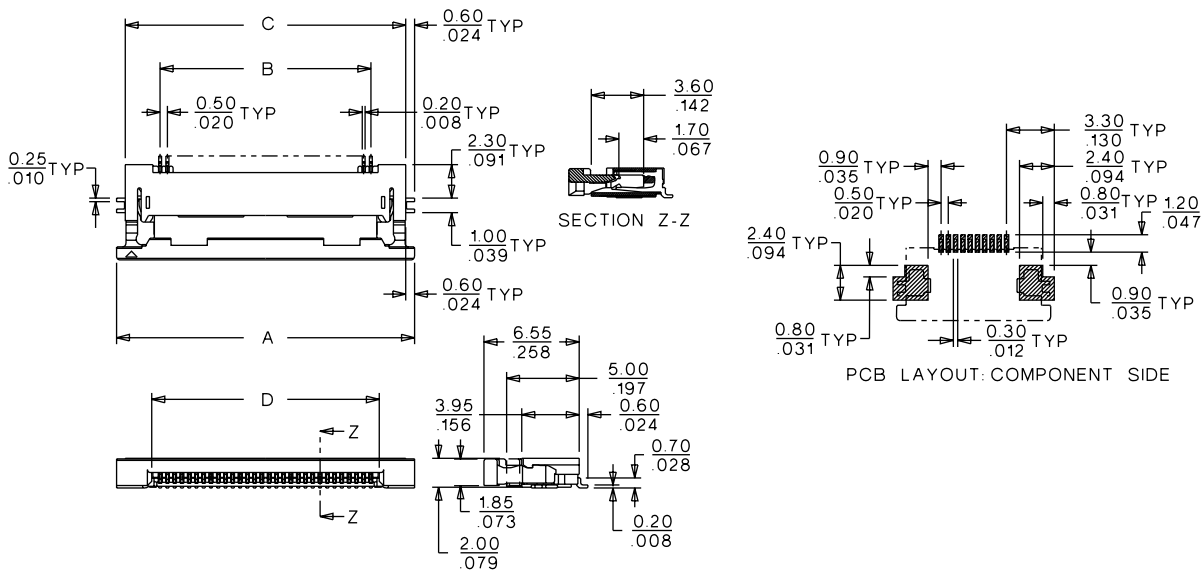 C
0.60
.024 TYP
B
0.50
.020 TYP
0.20
.008 TYP
0.25
.010 TYP
2.30
.091 TYP
1.00
.039 TYP
0.60
.024 TYP
A
3.60
.142
1.70
.067
SECTION Z-Z
3.30
.130 TYP
0.90
.035 TYP
2.40
.094 TYP
0.50
.020 TYP
0.80
.031 TYP
1.20
.047
2.40
.094 TYP
0.90
.035 TYP
0.80
.031 TYP
0.30
.012 TYP
PCB LAYOUT: COMPONENT SIDE
D
Z
Z
6.55
.258
5.00
.197
3.95
.156
0.60
.024
0.70
.028
1.85
.073
0.20
.008
2.00
.079